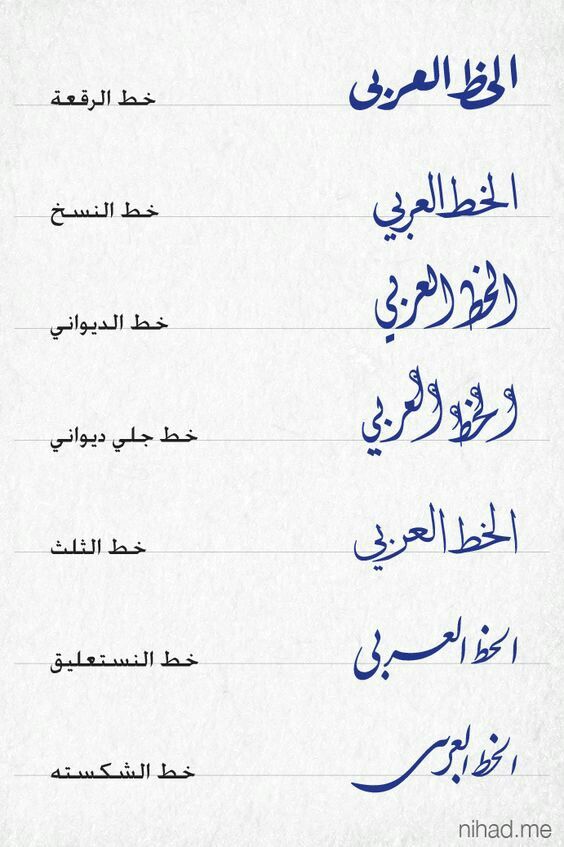 الخط العربي خط الرقعة
الخط العربي خط النسخ
الخط العربي خط الديواني
الخط العربي خط جلي ديواني
الخط العربي خط الثلث
الخط العربي خط النستعليق
الخط العربي خط الشكسته
nihad.me